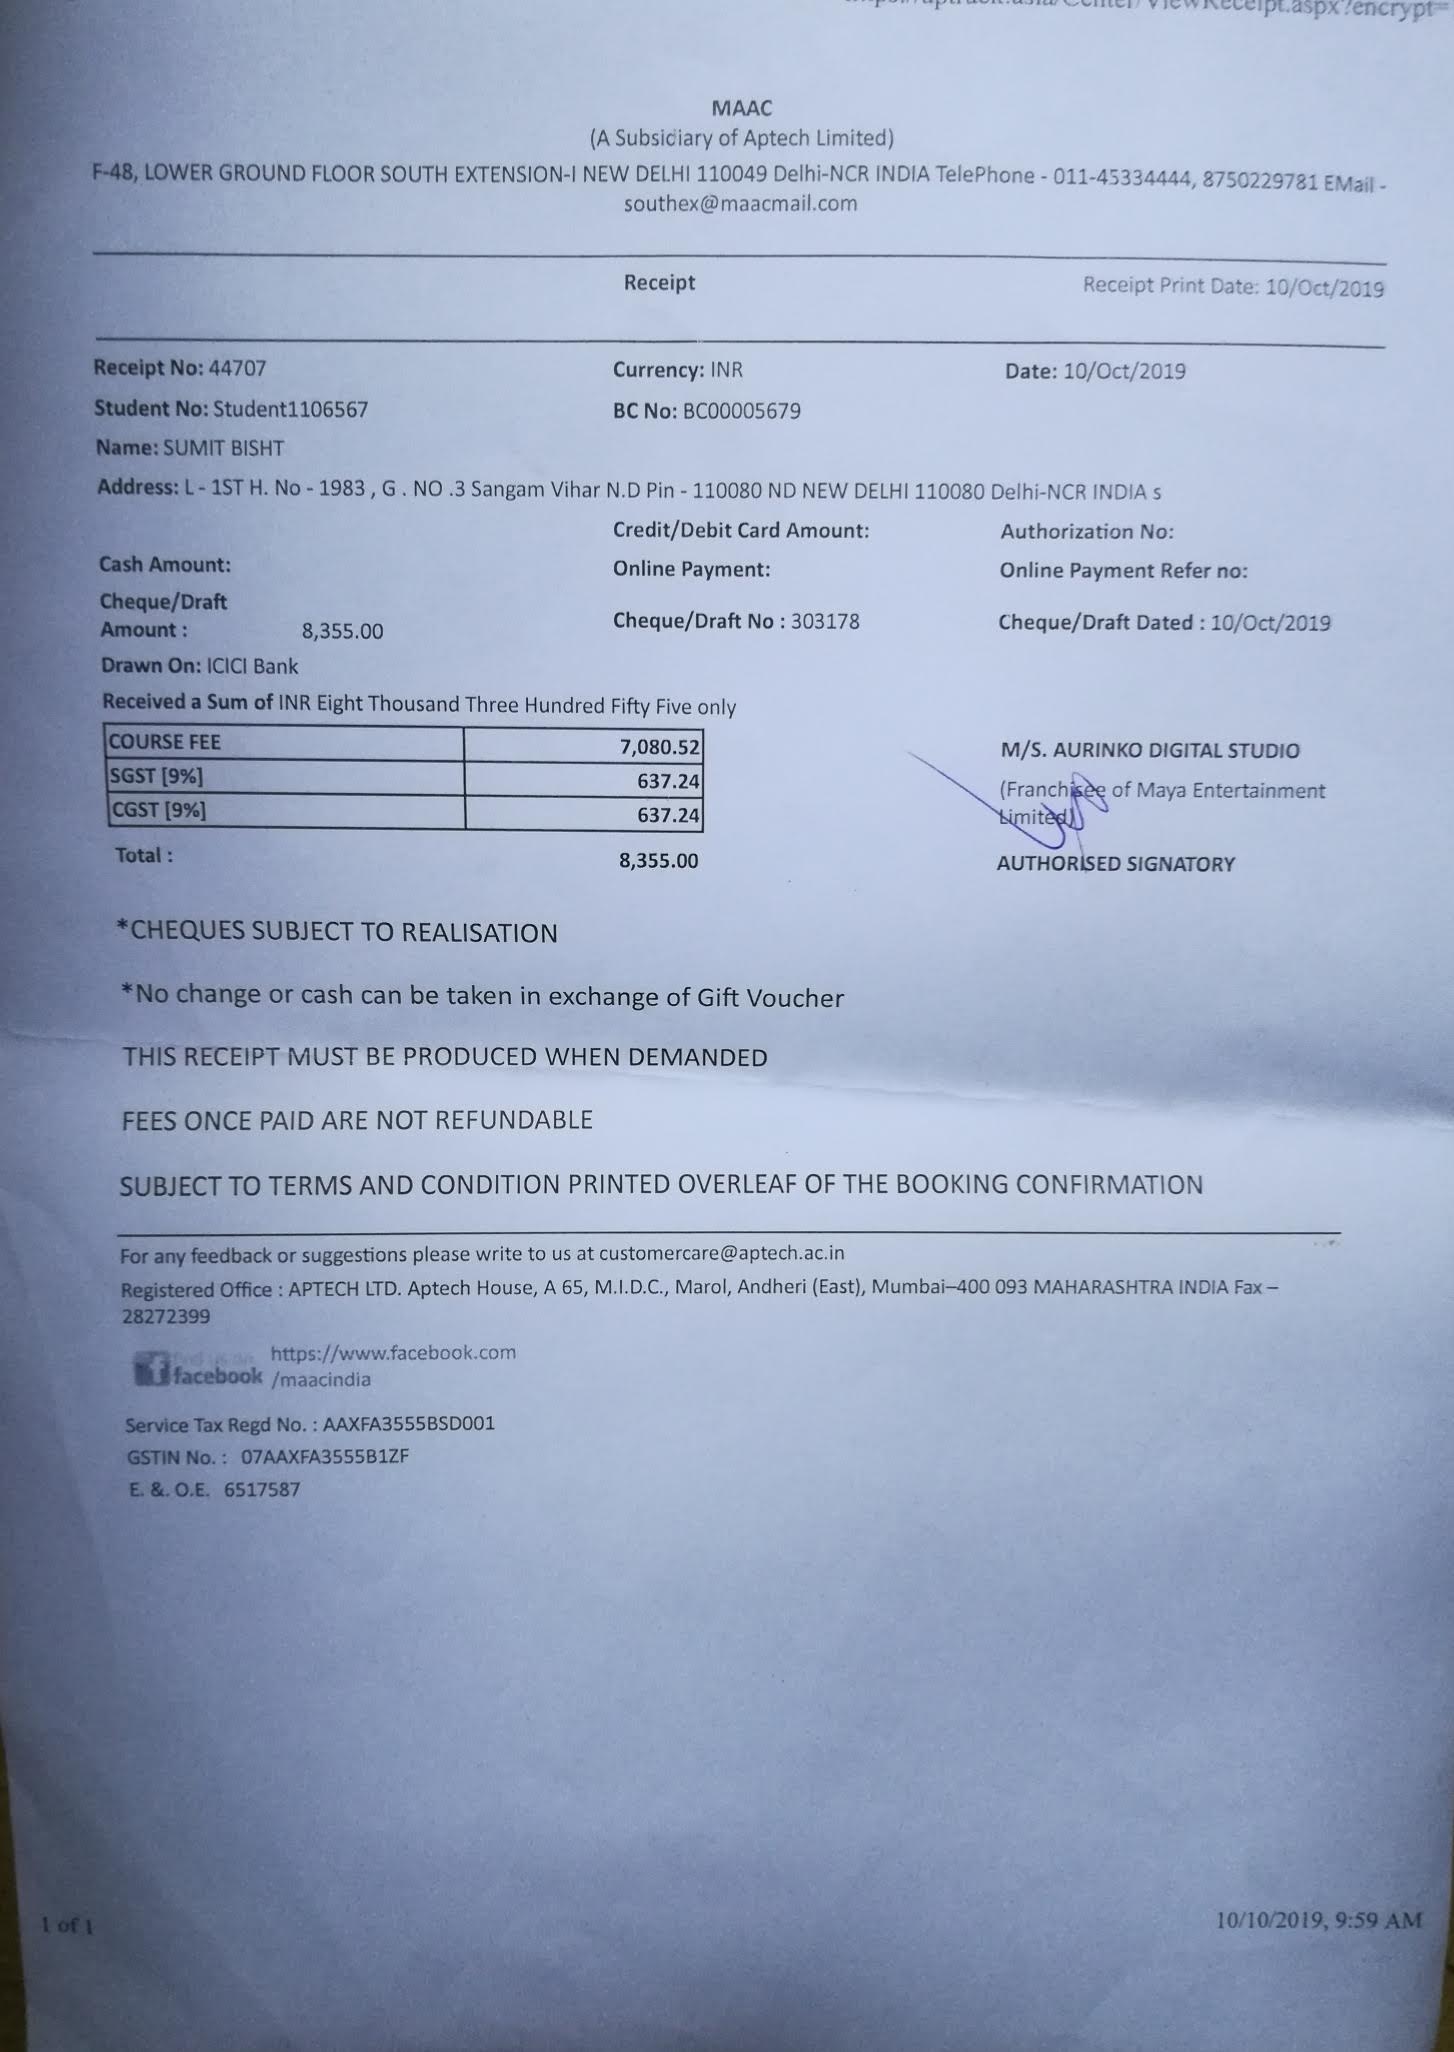 ViewReceipt.aspx?encrypt=
MAAC
(A Subsidiary of Aptech Limited)
F-48, LOWER GROUND FLOOR SOUTH EXTENSION-I NEW DELHI 110049 Delhi-NCR INDIA TelePhone - 011-45334444, 8750229781 EMail -
southex@maacmail.com
Receipt Receipt Print Date: 10/Oct/2019
Receipt No: 44707 Currency: INR Date: 10/Oct/2019
Student No: Student1106567 BC No: BC00005679
Name: SUMIT BISHT
Address: L - 1ST H. No - 1983 , G . NO .3 Sangam Vihar N.D Pin - 110080 ND NEW DELHI 110080 Delhi-NCR INDIA s
Credit/Debit Card Amount: Authorization No:
Cash Amount: Online Payment: Online Payment Refer no:
Cheque/Draft
Amount : 8,355.00 Cheque/Draft No : 303178 Cheque/Draft Dated : 10/Oct/2019
Drawn On: ICICI Bank
Received a Sum of INR Eight Thousand Three Hundred Fifty Five only
COURSE FEE 7,080.52
SGST [9%] 637.24
CGST [9%] 637.24
Total : 8,355.00
M/S. AURINKO DIGITAL STUDIO
(Franchisee of Maya Entertainment
Limited)
AUTHORISED SIGNATORY
*CHEQUES SUBJECT TO REALISATION
*No change or cash can be taken in exchange of Gift Voucher
THIS RECEIPT MUST BE PRODUCED WHEN DEMANDED
FEES ONCE PAID ARE NOT REFUNDABLE
SUBJECT TO TERMS AND CONDITION PRINTED OVERLEAF OF THE BOOKING CONFIRMATION
For any feedback or suggestions please write to us at customercare@aptech.ac.in
Registered Office : APTECH LTD. Aptech House, A 65, M.I.D.C., Marol, Andheri (East), Mumbai–400 093 MAHARASHTRA INDIA Fax –
28272399
find us on
facebook
https://www.facebook.com
/maacindia
Service Tax Regd No. : AAXFA3555BSD001
GSTIN No. : 07AAXFA3555B1ZF
E. &. O.E. 6517587
1 of 1 10/10/2019, 9:59 AM